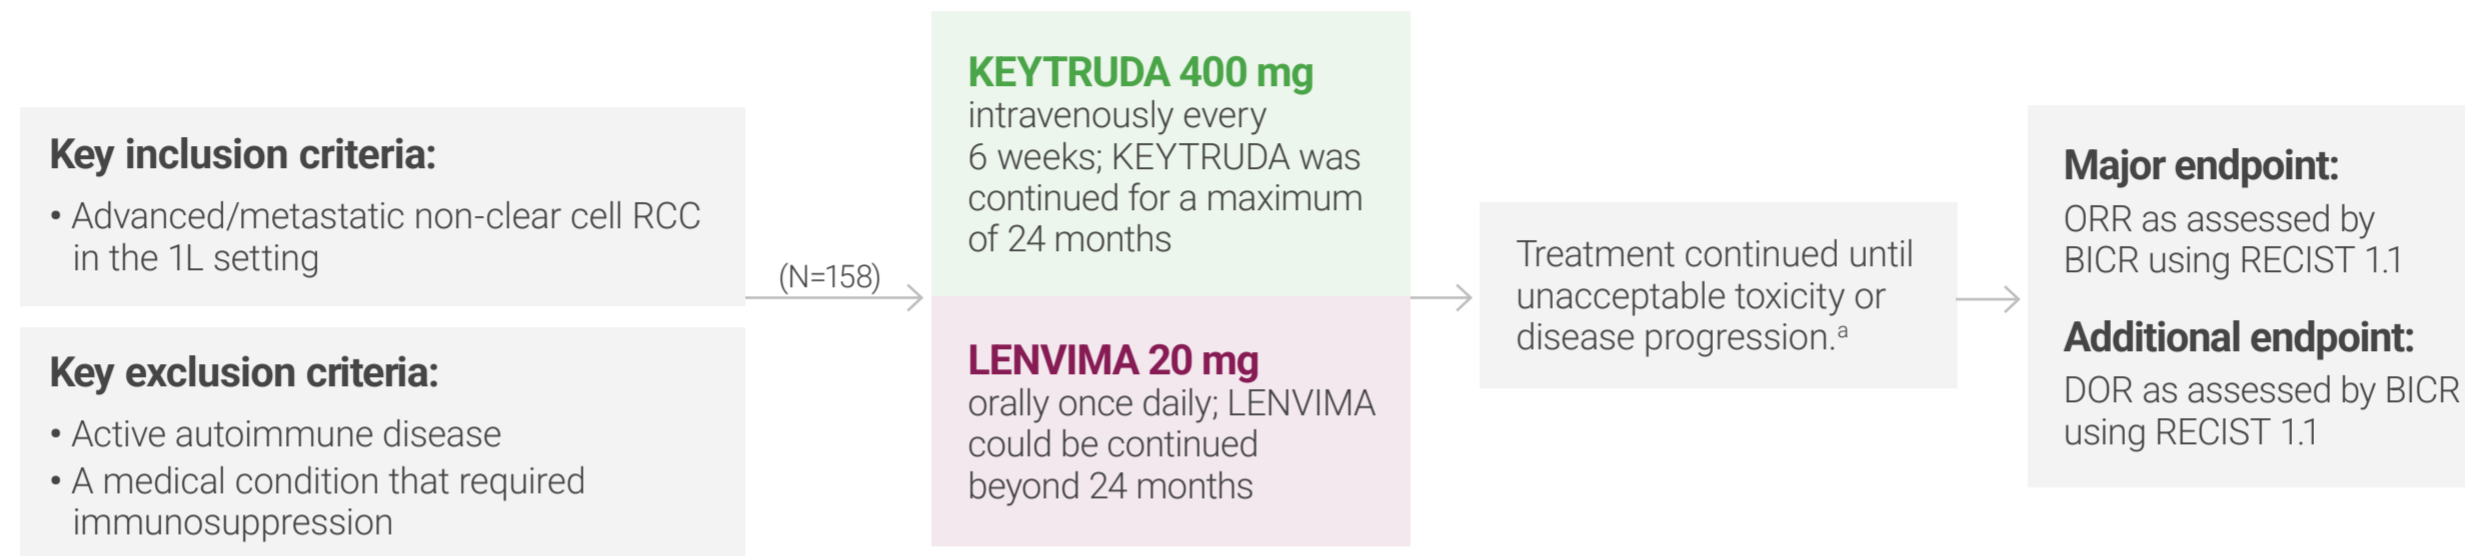 Key inclusion criteria:
• Advanced/metastatic non-clear cell RCC
in the 1L setting
Key exclusion criteria:
• Active autoimmune disease
• A medical condition that required
immunosuppression
(N=158)
KEYTRUDA 400 mg
intravenously every
6 weeks; KEYTRUDA was
continued for a maximum
of 24 months
LENVIMA 20 mg
orally once daily; LENVIMA
could be continued
beyond 24 months
Treatment continued until
unacceptable toxicity or
disease progression.ᵃ
Major endpoint:
ORR as assessed by
BICR using RECIST 1.1
Additional endpoint:
DOR as assessed by BICR
using RECIST 1.1